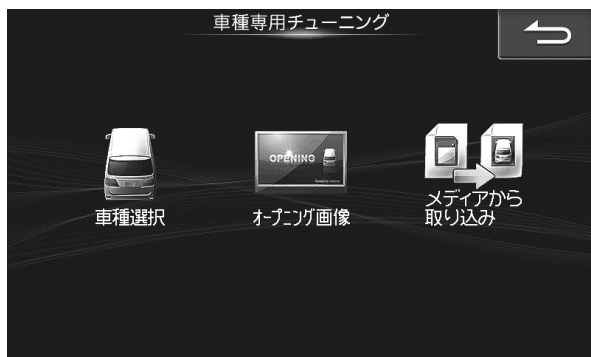 車種専用チューニング
OPENING
車種選択
オープニング画像
メディアから
取り込み